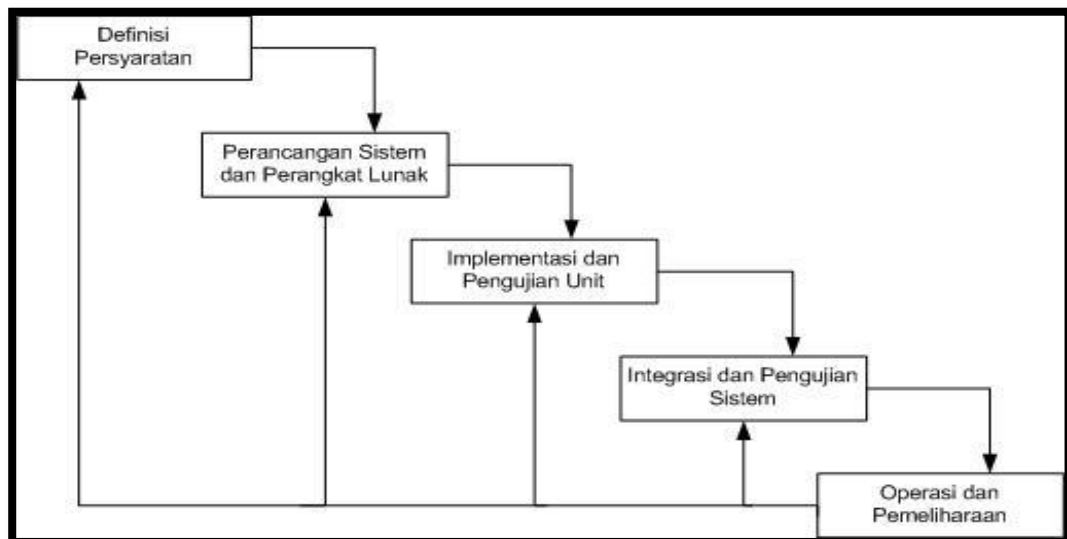 Definisi
Persyaratan
Perancangan Sistem
dan Perangkat Lunak
Implementasi dan
Pengujian Unit
Integrasi dan Pengujian
Sistem
Operasi dan
Pemeliharaan